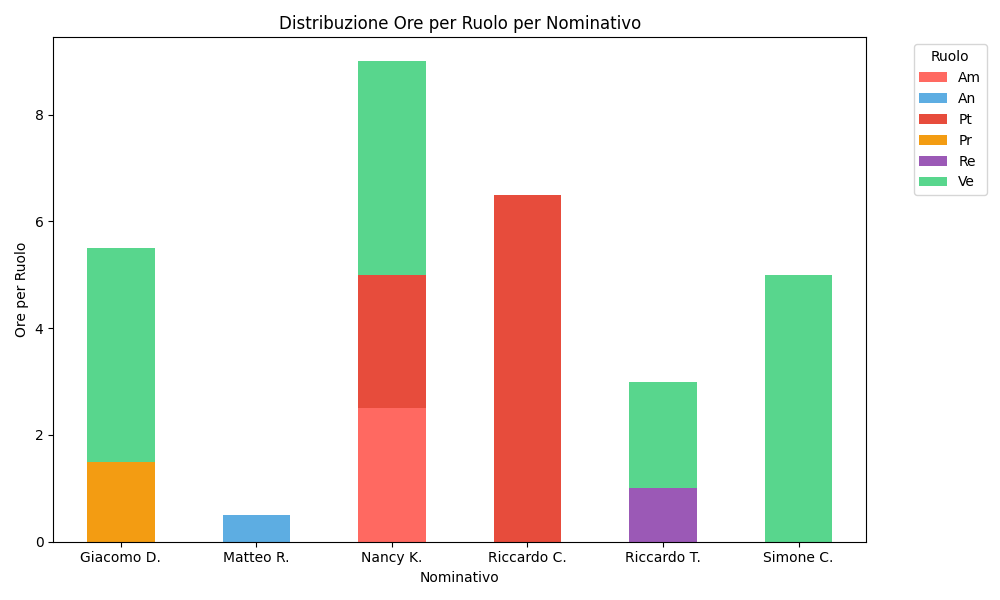 Distribuzione Ore per Ruolo per Nominativo
Ruolo
Am
An
Pt
Pr
Re
Ve
Ore per Ruolo
8
6
4
2
0
Giacomo D. Matteo R. Nancy K. Riccardo C. Riccardo T. Simone C.
Nominativo